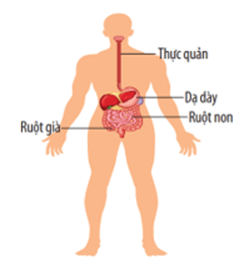 Thực quản
Dạ dày
Ruột non
Ruột già